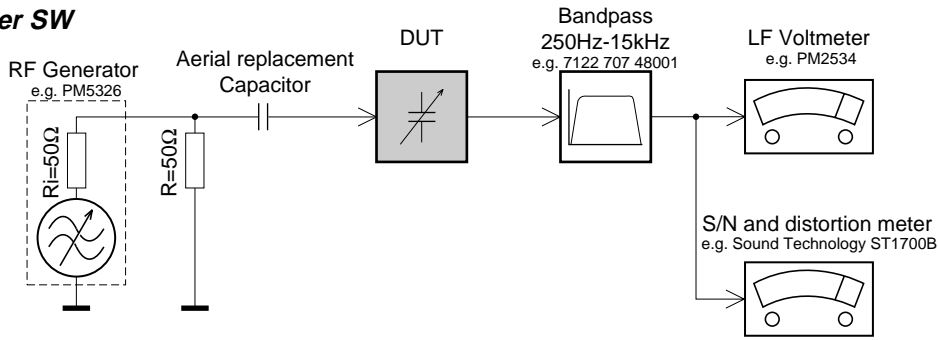 er SW
RF Generator
e.g. PM5326
Ri=50Ω
R=50Ω
Aerial replacement
Capacitor
DUT
Bandpass
250Hz-15kHz
e.g. 7122 707 48001
LF Voltmeter
e.g. PM2534
S/N and distortion meter
e.g. Sound Technology ST1700B